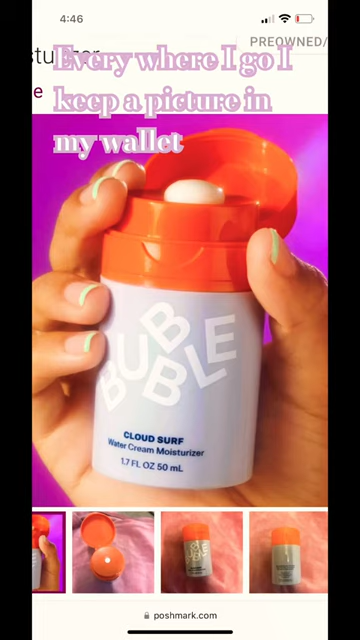 4:46
PREOWNED/
sturizer
e
Every where I go I
keep a picture in
my wallet
BUBBLE
CLOUD SURF
Water Cream Moisturizer
1.7 FL OZ 50 mL
poshmark.com